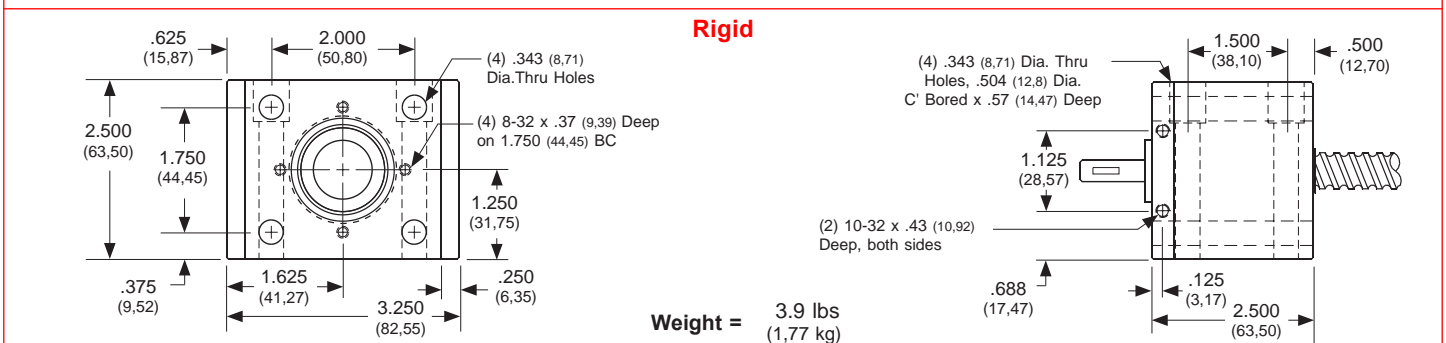 Rigid
.625
(15,87)
2.000
(50,80)
(4) .343 (8,71)
Dia.Thru Holes
(4) 8-32 x .37 (9,39) Deep
on 1.750 (44,45) BC
2.500
(63,50)
1.750
(44,45)
1.250
(31,75)
.375
(9,52)
1.625
(41,27)
.250
(6,35)
3.250
(82,55)
Weight = 3.9 lbs
(1,77 kg)
(4) .343 (8,71) Dia. Thru
Holes, .504 (12,8) Dia.
C' Bored x .57 (14,47) Deep
1.500
(38,10)
.500
(12,70)
1.125
(28,57)
(2) 10-32 x .43 (10,92)
Deep, both sides
.688
(17,47)
.125
(3,17)
2.500
(63,50)